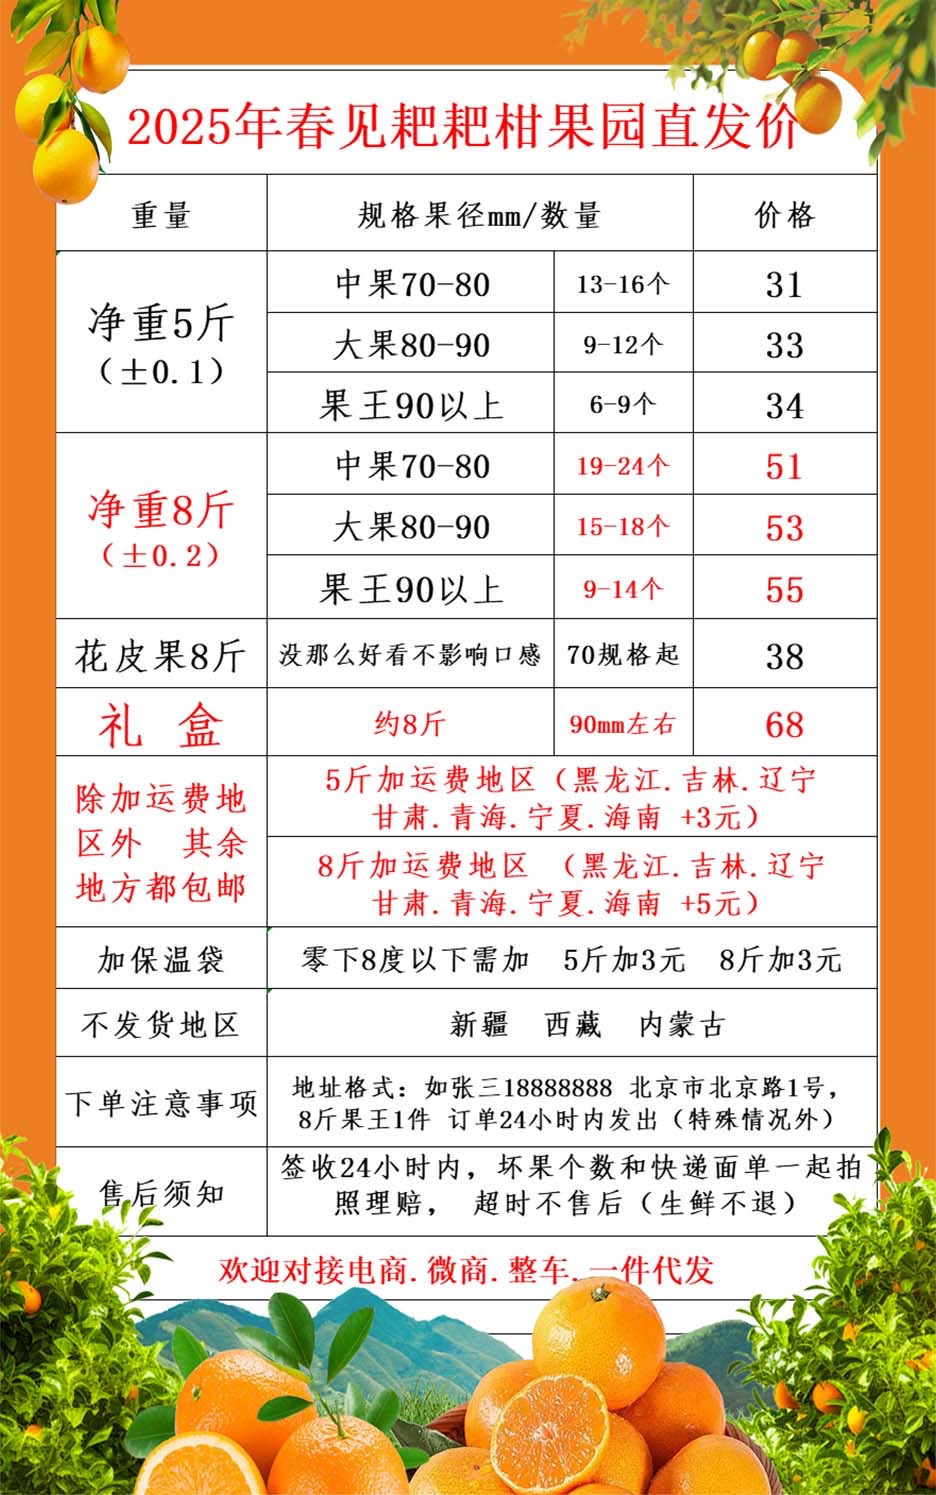 2025年春见耙耙柑果园直发价
重量 规格果径mm/数量 价格
净重5斤
（±0.1）
中果70-80 13-16个 31
大果80-90 9-12个 33
果王90以上 6-9个 34
净重8斤
（±0.2）
中果70-80 19-24个 51
大果80-90 15-18个 53
果王90以上 9-14个 55
花皮果8斤 没那么好看不影响口感 70规格起 38
礼 盒 约8斤 90mm左右 68
除加运费地
区外 其余
地方都包邮
5斤加运费地区（黑龙江.吉林.辽宁
甘肃.青海.宁夏.海南 +3元）
8斤加运费地区 （黑龙江.吉林.辽宁
甘肃.青海.宁夏.海南 +5元）
加保温袋 零下8度以下需加 5斤加3元 8斤加3元
不发货地区 新疆 西藏 内蒙古
下单注意事项
地址格式：如张三18888888 北京市北京路1号，
8斤果王1件 订单24小时内发出（特殊情况外）
售后须知
签收24小时内，坏果个数和快递面单一起拍
照理赔， 超时不售后（生鲜不退）
欢迎对接电商.微商.整车.一件代发